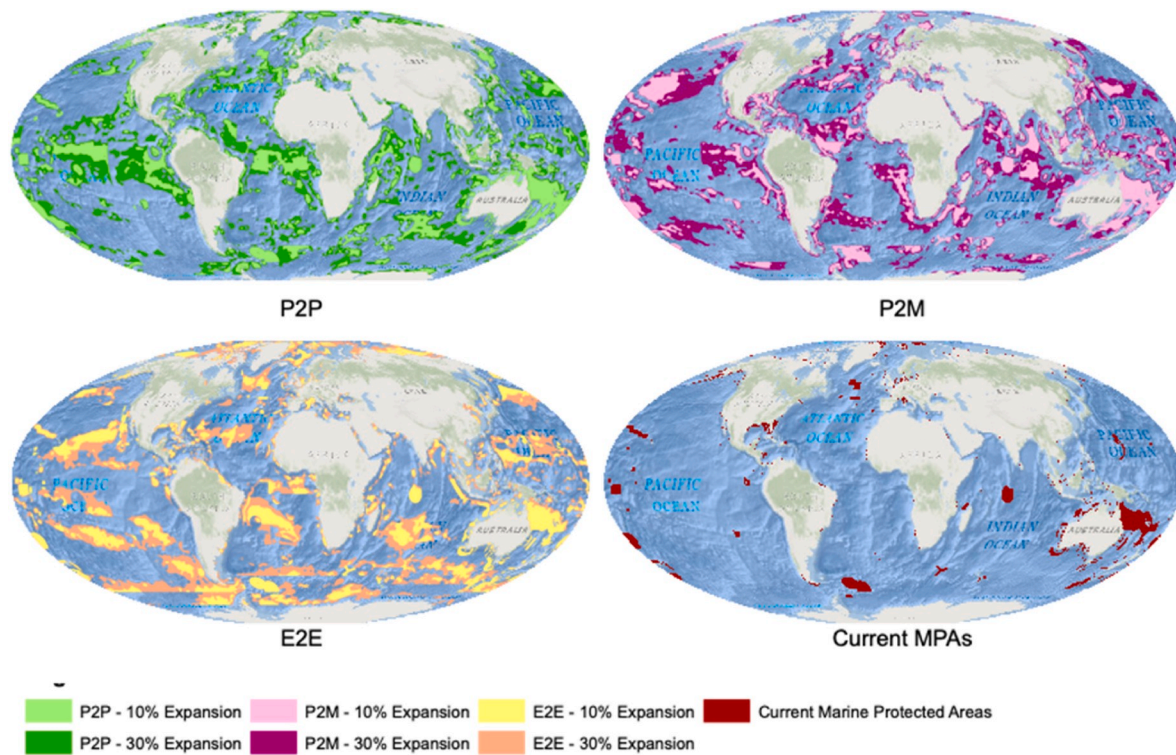 ATLANTIC
OCEAN
PACIFIC
OCEAN
INDIAN
AUSTRALIA
P2P
PACIFIC
OCEAN
INDIAN
OCEAN
AUSTRALIA
PACIFIC
OCEAN
P2M
PACIFIC
AUSTRALIA
E2E
PACIFIC
OCEAN
ATLANTIC
OCEAN
INDIAN
OCEAN
AUSTRALIA
PACIFIC
OCEAN
Current MPAs
P2P - 10% Expansion
P2M - 10% Expansion
E2E - 10% Expansion
Current Marine Protected Areas
P2P - 30% Expansion
P2M - 30% Expansion
E2E - 30% Expansion